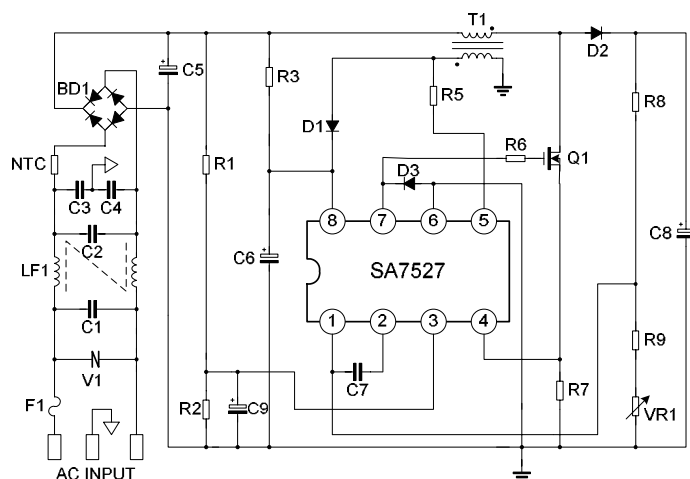 T1
BD1
C5
D2
R3
R5
R8
D1
NTC
R1
R6
Q1
D3
C3
C4
8
7
6
5
C2
C6
C8
LF1
SA7527
C1
1
2
3
4
R9
V1
C7
R7
F1
R2
C9
VR1
AC INPUT